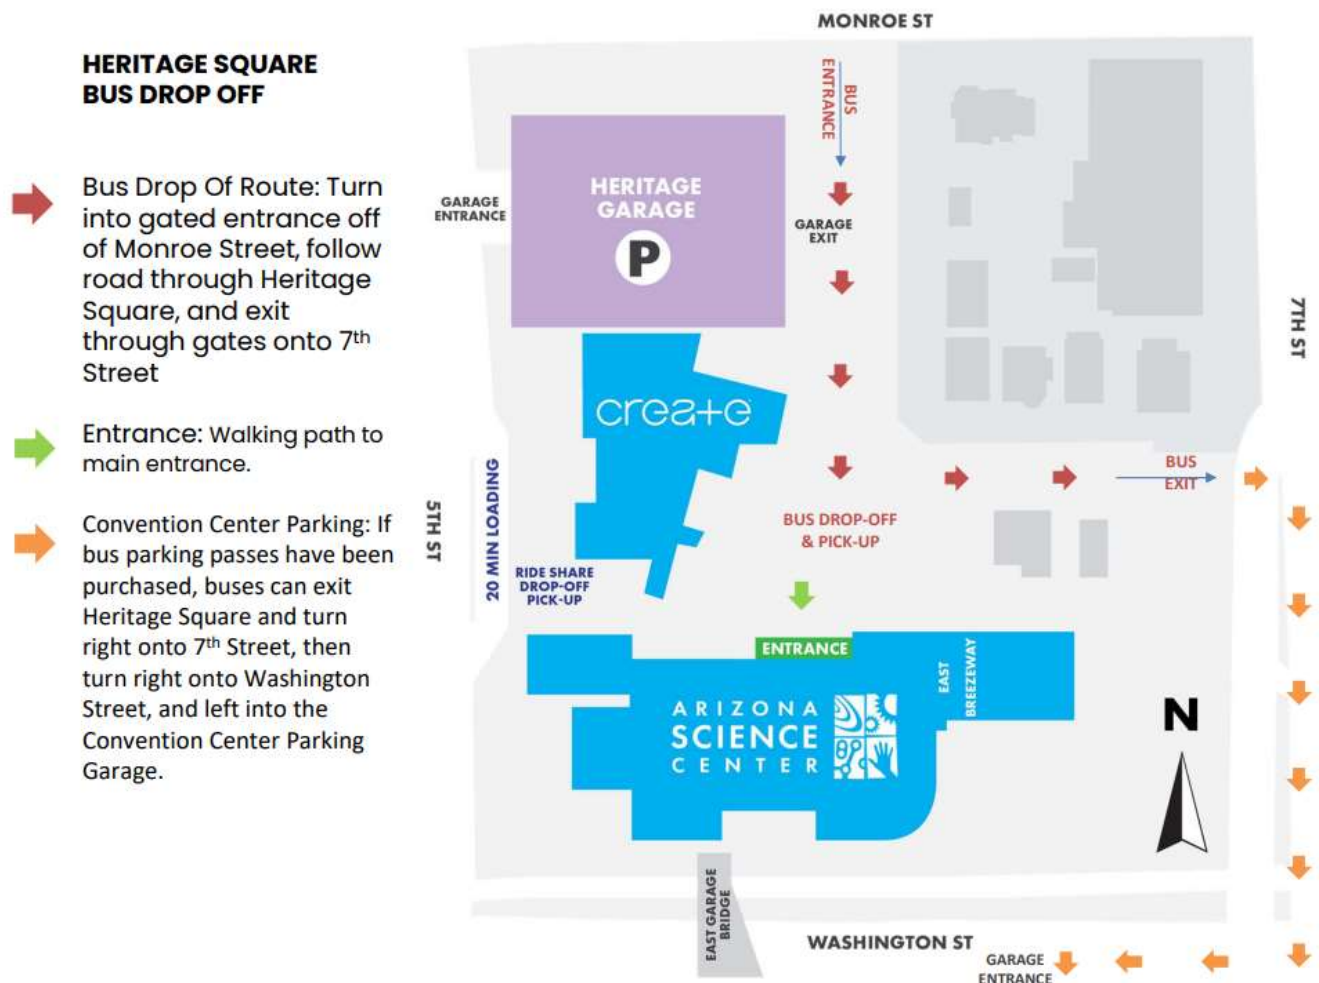 HERITAGE SQUARE
BUS DROP OFF
Bus Drop Of Route: Turn
into gated entrance off
of Monroe Street, follow
road through Heritage
Square, and exit
through gates onto 7th
Street
Entrance: Walking path to
main entrance.
Convention Center Parking: If
bus parking passes have been
purchased, buses can exit
Heritage Square and turn
right onto 7th Street, then
turn right onto Washington
Street, and left into the
Convention Center Parking
Garage.
MONROE ST
BUS
ENTRANCE
HERITAGE
GARAGE
P
GARAGE
ENTRANCE
GARAGE
EXIT
7TH ST
create
BUS
EXIT
5TH ST
20 MIN LOADING
BUS DROP-OFF
& PICK-UP
RIDE SHARE
DROP-OFF
PICK-UP
ENTRANCE
EAST
BREEZEWAY
ARIZONA
SCIENCE
CENTER
N
EAST GARAGE
BRIDGE
WASHINGTON ST
GARAGE
ENTRANCE